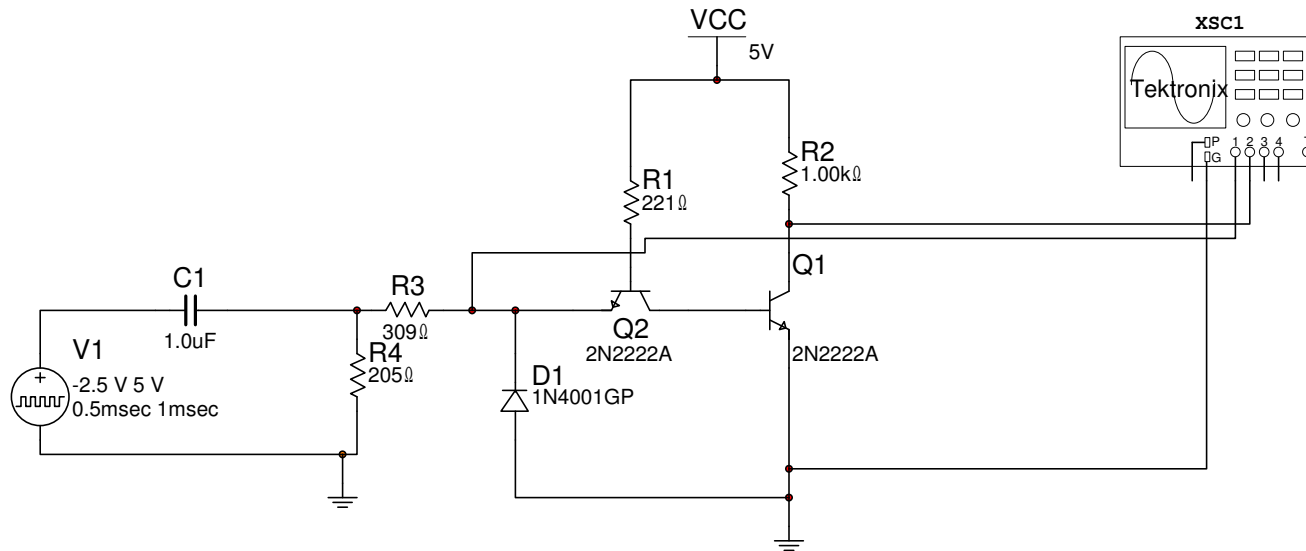 VCC
5V
XSC1
Tektronix
P
G
1 2 3 4
T
R2
1.00kΩ
R1
221Ω
Q1
2N2222A
C1
1.0uF
R3
309Ω
Q2
2N2222A
V1
-2.5 V 5 V
0.5msec 1msec
R4
205Ω
D1
1N4001GP